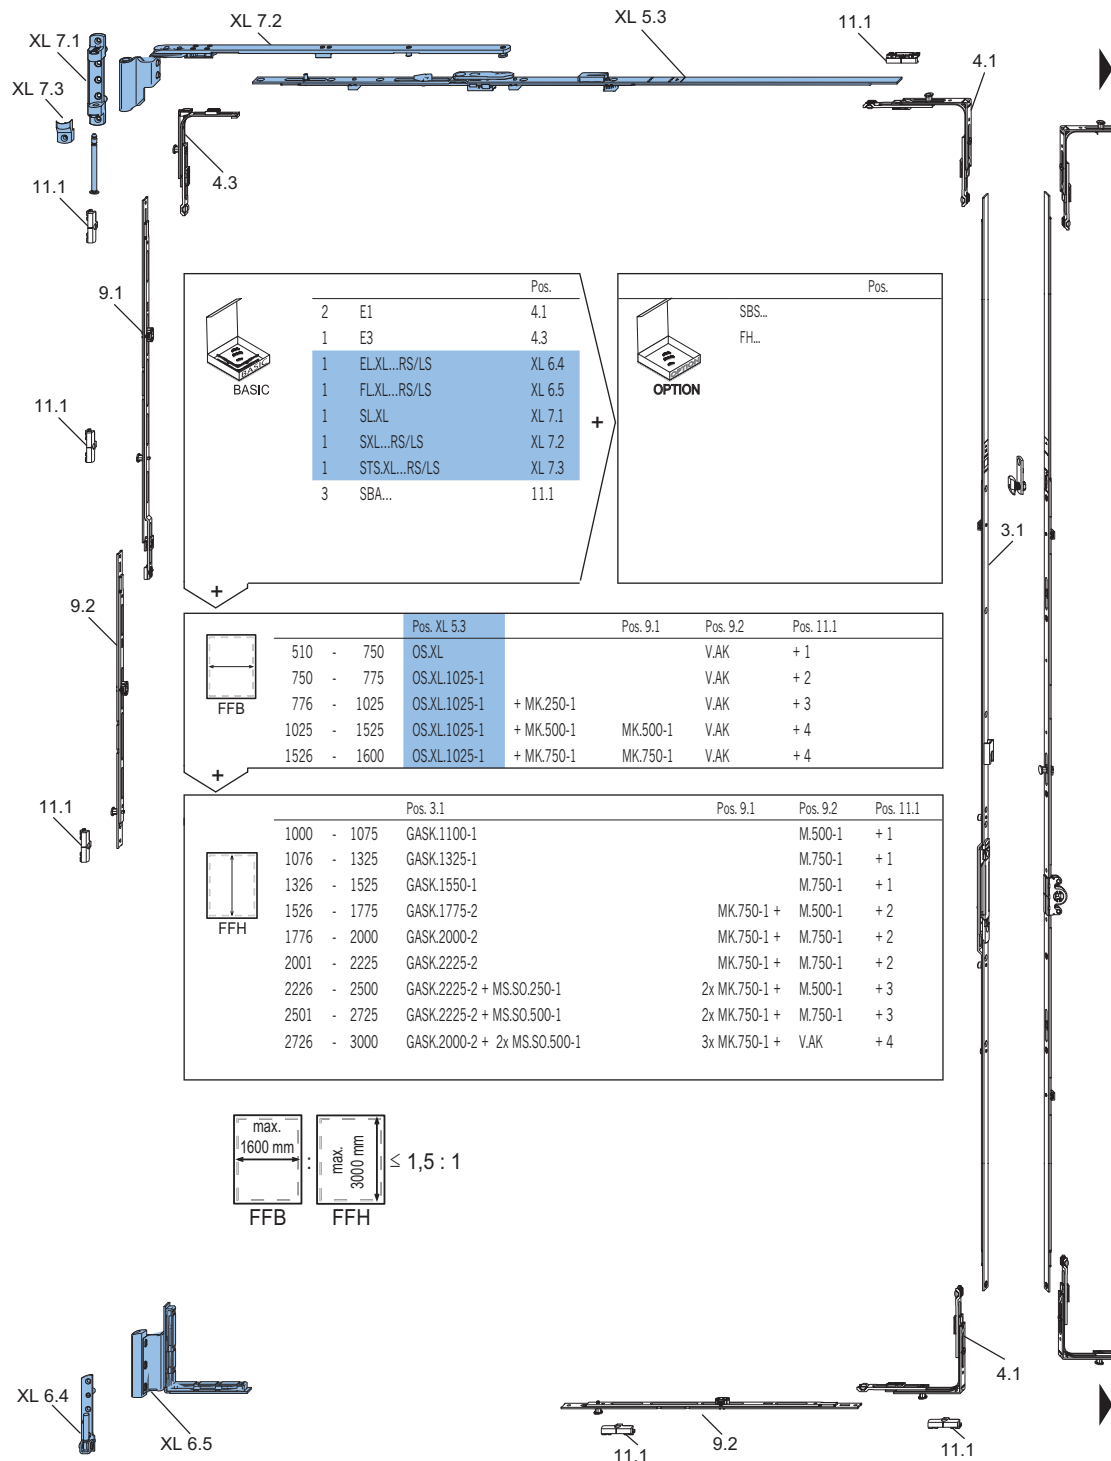 XL 7.2
XL 5.3
11.1
XL 7.1
4.1
XL 7.3
4.3
11.1
9.1
Pos.
2 E1 4.1
1 E3 4.3
1 EL.XL...RS/LS XL 6.4
1 FL.XL...RS/LS XL 6.5
1 SL.XL XL 7.1
1 SXL...RS/LS XL 7.2
1 STS.XL...RS/LS XL 7.3
3 SBA... 11.1
BASIC
BASIC
+
Pos.
SBS...
FH...
OPTION
OPTION
11.1
3.1
9.2
+
Pos. XL 5.3 Pos. 9.1 Pos. 9.2 Pos. 11.1
510 - 750 OS.XL V.AK + 1
750 - 775 OS.XL.1025-1 V.AK + 2
776 - 1025 OS.XL.1025-1 + MK.250-1 V.AK + 3
1025 - 1525 OS.XL.1025-1 + MK.500-1 MK.500-1 V.AK + 4
1526 - 1600 OS.XL.1025-1 + MK.750-1 MK.750-1 V.AK + 4
FFB
+
11.1
Pos. 3.1 Pos. 9.1 Pos. 9.2 Pos. 11.1
1000 - 1075 GASK.1100-1 M.500-1 + 1
1076 - 1325 GASK.1325-1 M.750-1 + 1
1326 - 1525 GASK.1550-1 M.750-1 + 1
1526 - 1775 GASK.1775-2 MK.750-1 + M.500-1 + 2
1776 - 2000 GASK.2000-2 MK.750-1 + M.750-1 + 2
2001 - 2225 GASK.2225-2 MK.750-1 + M.750-1 + 2
2226 - 2500 GASK.2225-2 + MS.SO.250-1 2x MK.750-1 + M.500-1 + 3
2501 - 2725 GASK.2225-2 + MS.SO.500-1 2x MK.750-1 + M.750-1 + 3
2726 - 3000 GASK.2000-2 + 2x MS.SO.500-1 3x MK.750-1 + V.AK + 4
FFH
max.
1600 mm
:
max.
3000 mm
≤ 1,5 : 1
FFB
FFH
4.1
XL 6.4
XL 6.5
11.1
9.2
11.1